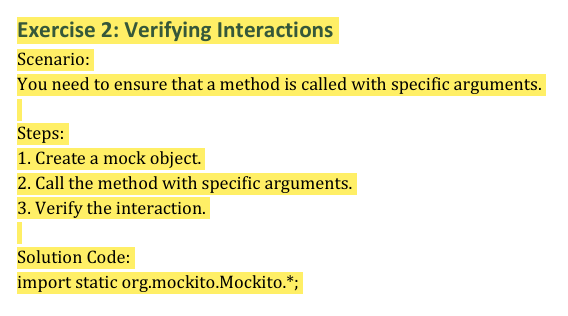 Exercise 2: Verifying Interactions
Scenario:
You need to ensure that a method is called with specific arguments.
Steps:
1. Create a mock object.
2. Call the method with specific arguments.
3. Verify the interaction.
Solution Code:
import static org.mockito.Mockito.*;